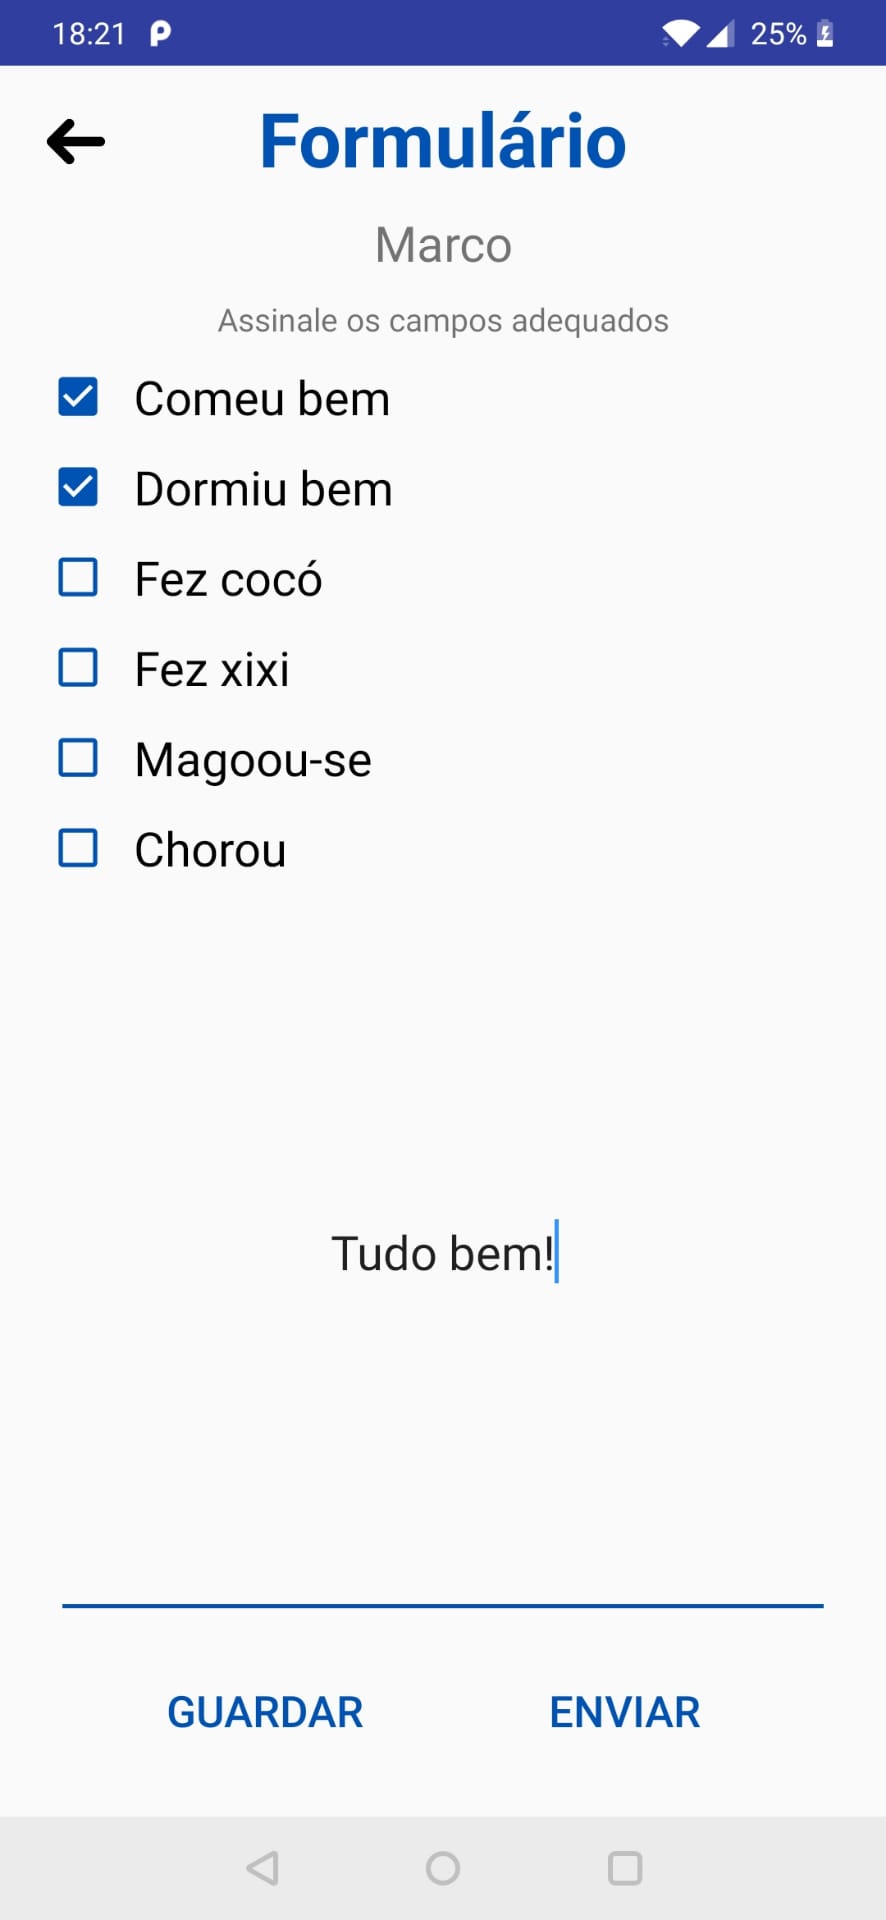 18:21 25%
Formulário
Marco
Assinale os campos adequados
Comeu bem
Dormiu bem
Fez cocó
Fez xixi
Magoou-se
Chorou
Tudo bem!
GUARDAR ENVIAR